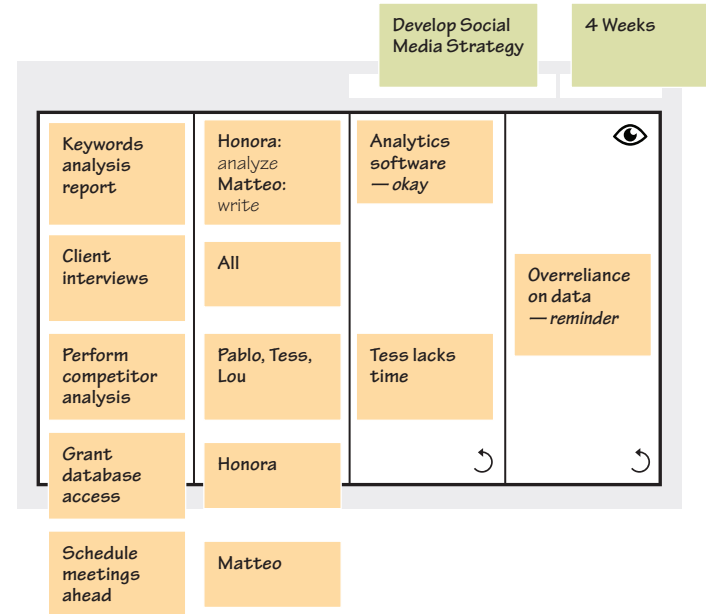 Develop Social
Media Strategy
4 Weeks
Keywords
analysis
report
Honora:
analyze
Matteo:
write
Analytics
software
— okay
Client
interviews
All
Overreliance
on data
— reminder
Perform
competitor
analysis
Pablo, Tess,
Lou
Tess lacks
time
Grant
database
access
Honora
Schedule
meetings
ahead
Matteo